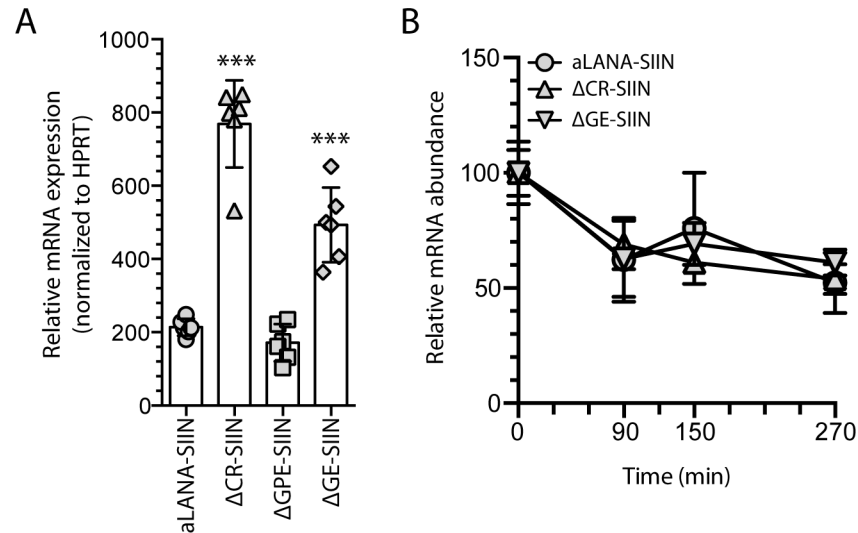 A
Relative mRNA expression
(normalized to HPRT)
1000
800
600
400
200
0
***
***
aLANA-SIIN
ΔCR-SIIN
ΔGPE-SIIN
ΔGE-SIIN
B
Relative mRNA abundance
150
100
50
0
aLANA-SIIN
ΔCR-SIIN
ΔGE-SIIN
0 90 150 270
Time (min)